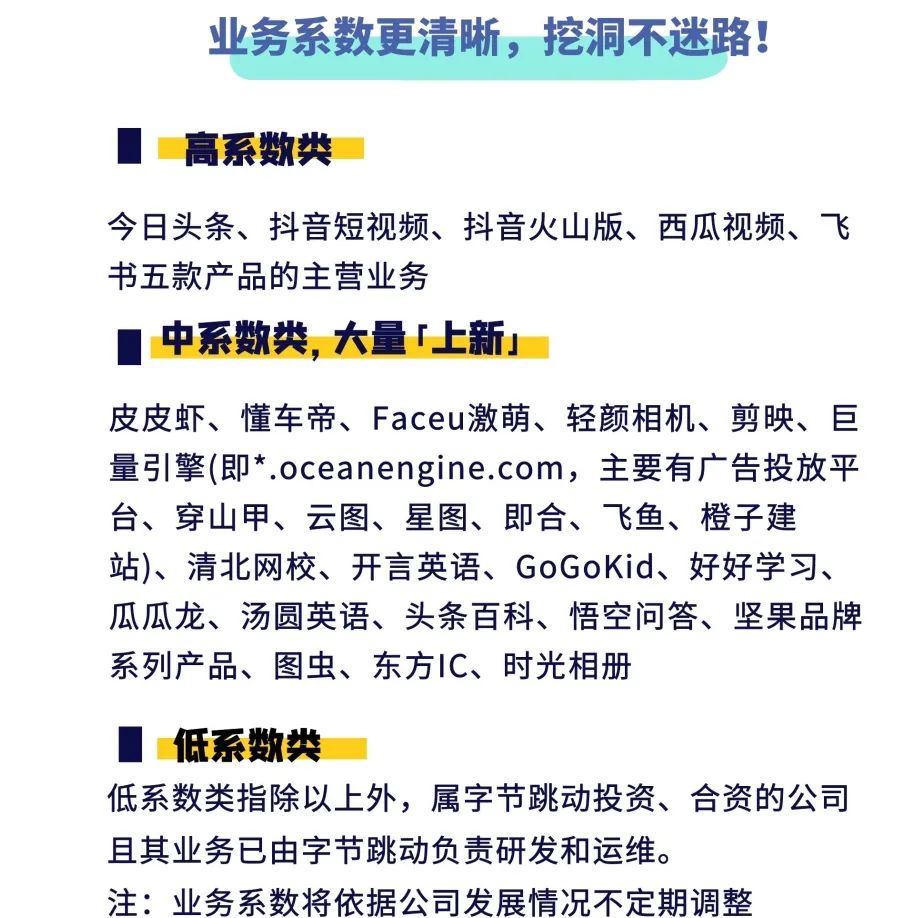 业务系数更清晰，挖洞不迷路！
高系数类
今日头条、抖音短视频、抖音火山版、西瓜视频、飞
书五款产品的主营业务
中系数类，大量「上新」
皮皮虾、懂车帝、Faceu激萌、轻颜相机、剪映、巨
量引擎(即*.oceanengine.com，主要有广告投放平
台、穿山甲、云图、星图、即合、飞鱼、橙子建
站)、清北网校、开言英语、GoGoKid、好好学习、
瓜瓜龙、汤圆英语、头条百科、悟空问答、坚果品牌
系列产品、图虫、东方IC、时光相册
低系数类
低系数类指除以上外，属字节跳动投资、合资的公司
且其业务已由字节跳动负责研发和运维。
注：业务系数将依据公司发展情况不定期调整